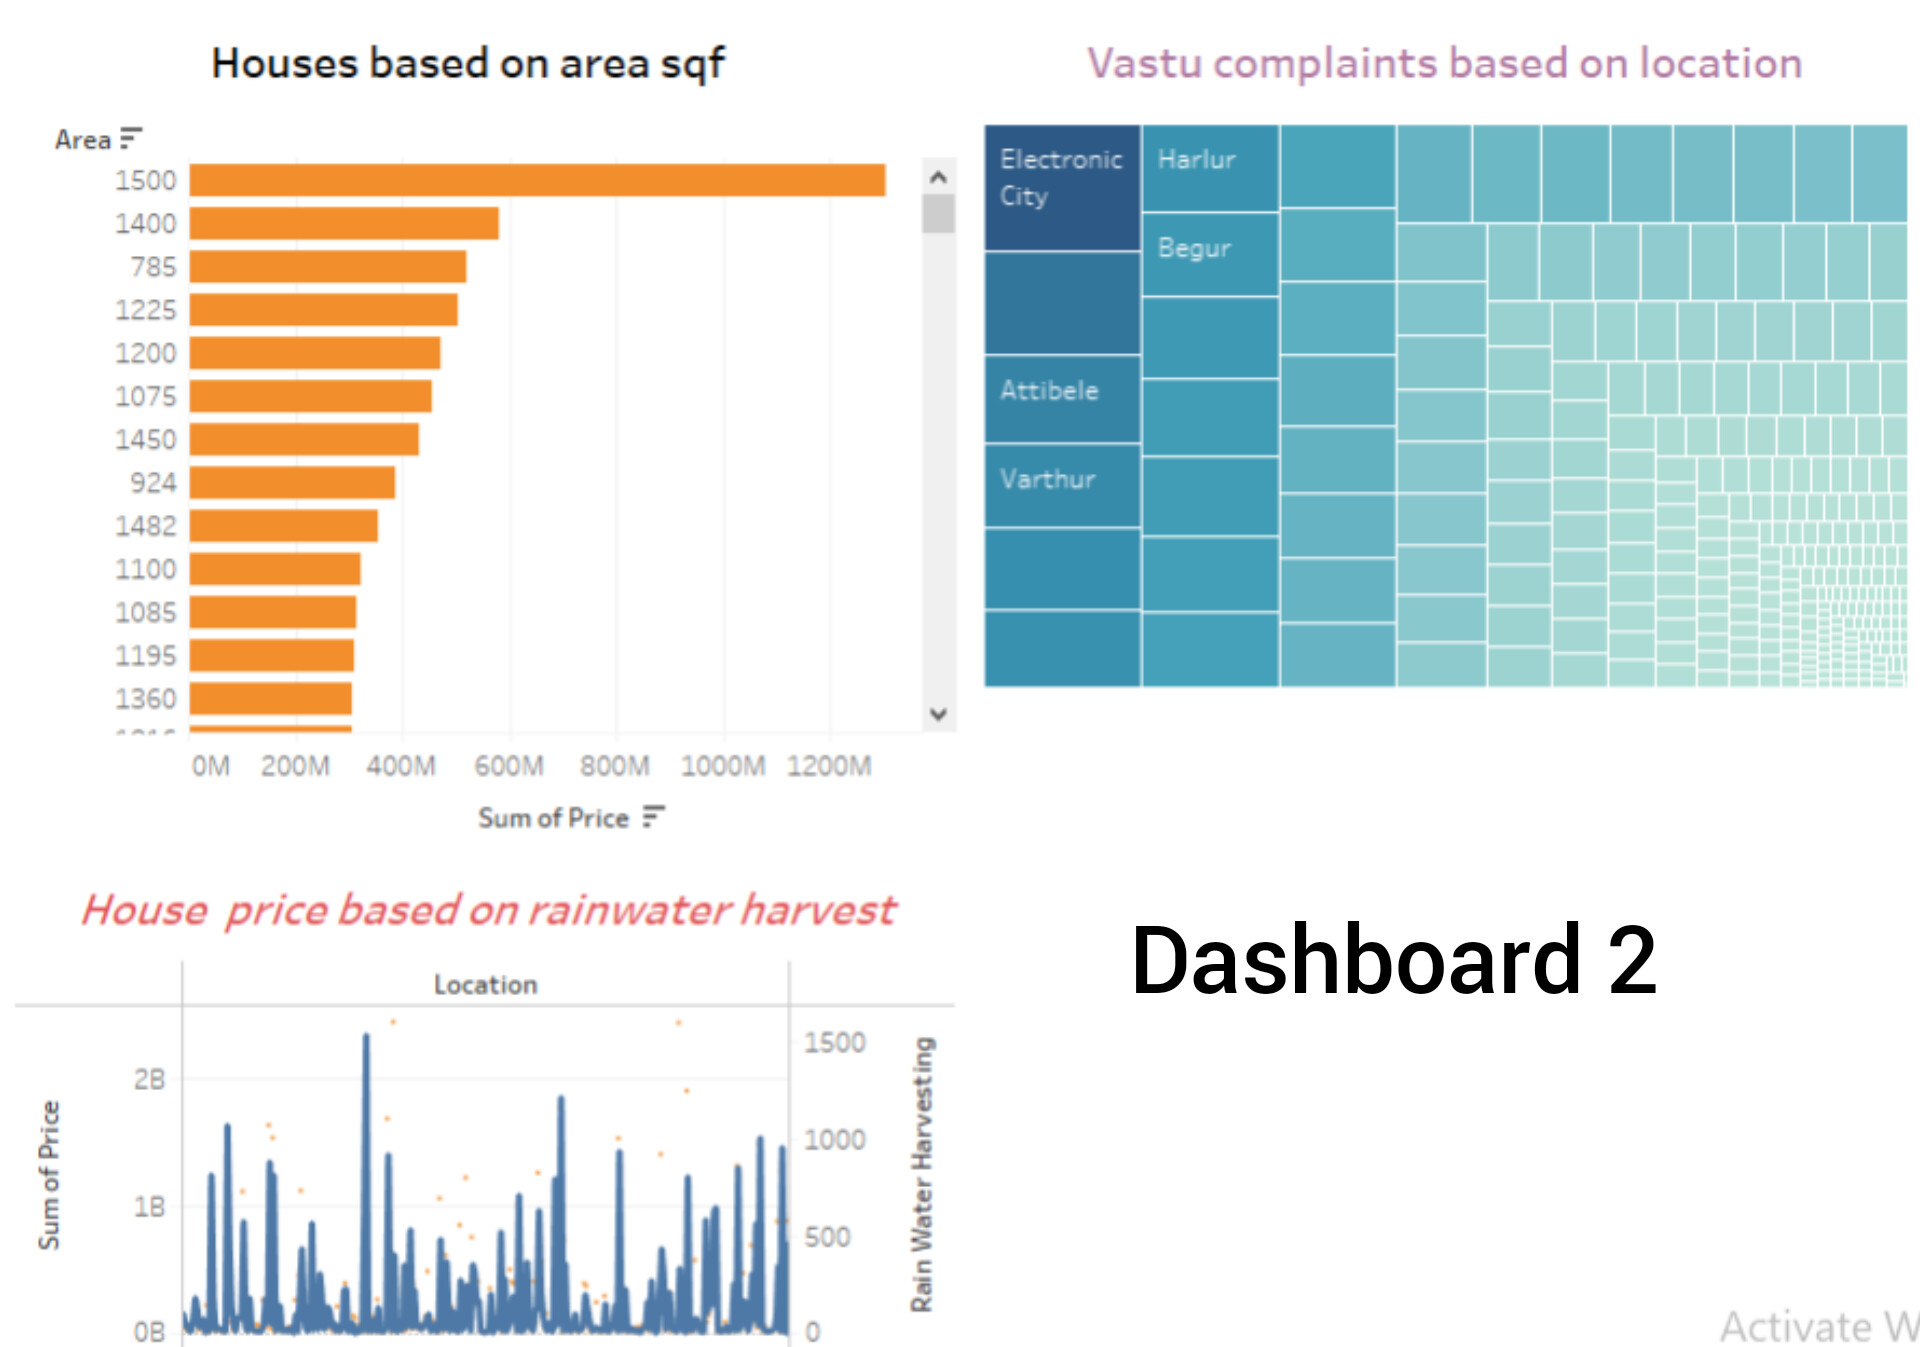 Houses based on area sqf
Area
1500
1400
785
1225
1200
1075
1450
924
1482
1100
1085
1195
1360
0M 200M 400M 600M 800M 1000M 1200M
Sum of Price
Vastu complaints based on location
Electronic
City
Attibele
Varthur
Harlur
Begur
House price based on rainwater harvest
Location
Sum of Price
2B
1B
0B
1500
1000
500
0
Rain Water Harvesting
Dashboard 2
Activate W